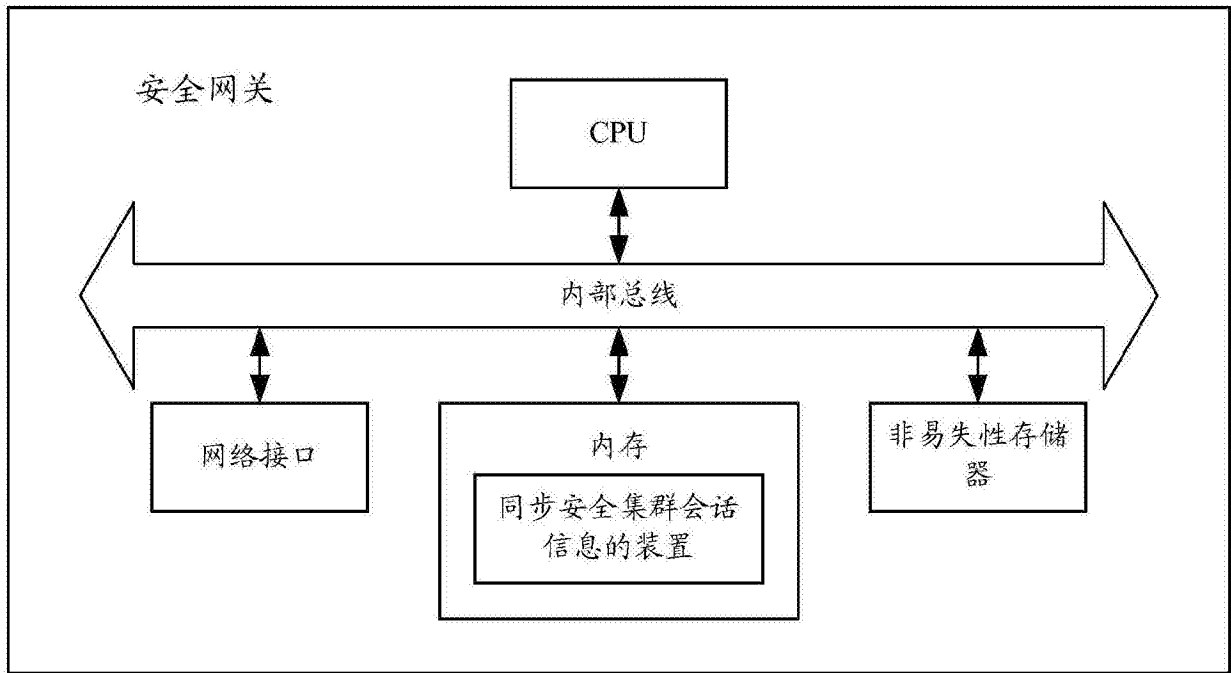 安全网关
CPU
内部总线
网络接口
内存
同步安全集群会话
信息的装置
非易失性存储
器